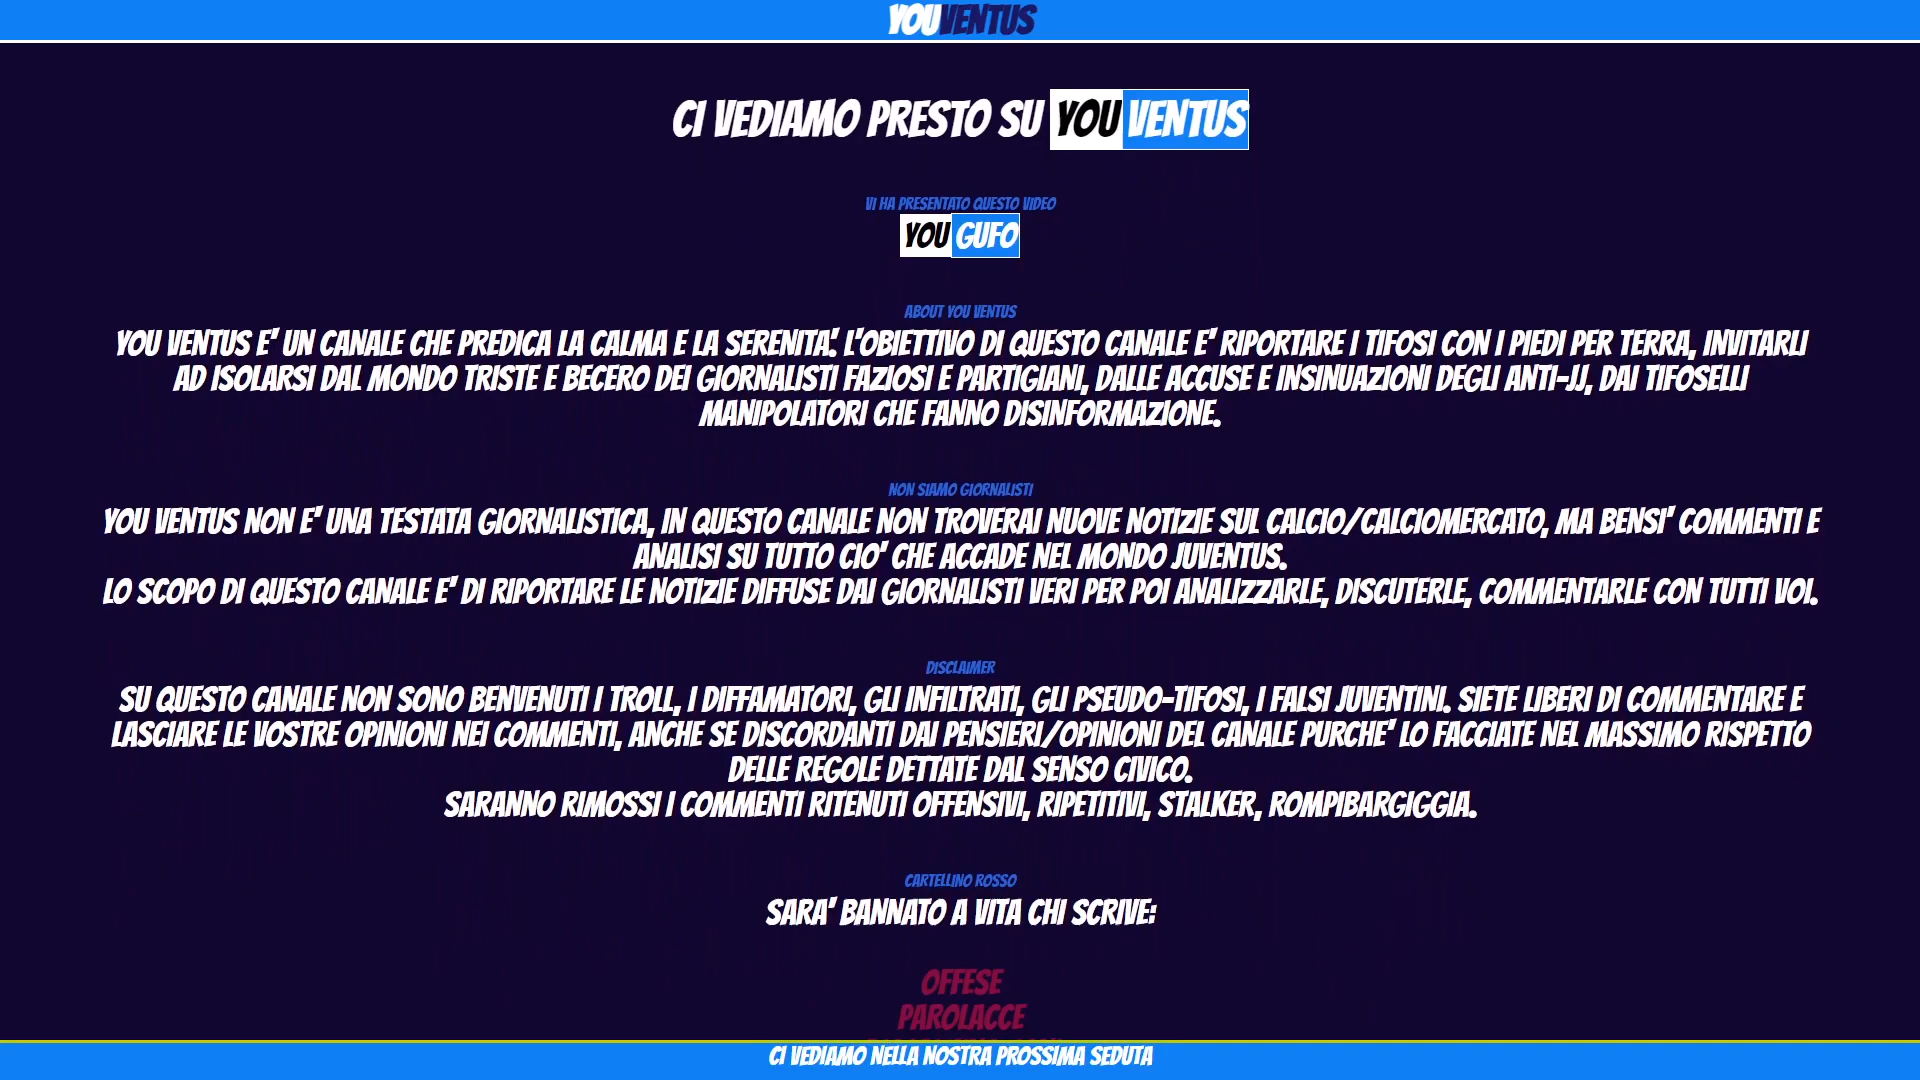 YOUVENTUS
CI VEDIAMO PRESTO SU YOU VENTUS
VI HA PRESENTATO QUESTO VIDEO
YOU GUFO
ABOUT YOU VENTUS
YOU VENTUS E' UN CANALE CHE PREDICA LA CALMA E LA SERENITA'. L'OBIETTIVO DI QUESTO CANALE E' RIPORTARE I TIFOSI CON I PIEDI PER TERRA, INVITARLI
AD ISOLARSI DAL MONDO TRISTE E BECERO DEI GIORNALISTI FAZIOSI E PARTIGIANI, DALLE ACCUSE E INSINUAZIONI DEGLI ANTI-JJ, DAI TIFOSELLI
MANIPOLATORI CHE FANNO DISINFORMAZIONE.
NON SIAMO GIORNALISTI
YOU VENTUS NON E' UNA TESTATA GIORNALISTICA, IN QUESTO CANALE NON TROVERAI NUOVE NOTIZIE SUL CALCIO/CALCIOMERCATO, MA BENSI' COMMENTI E
ANALISI SU TUTTO CIO' CHE ACCADE NEL MONDO JUVENTUS.
LO SCOPO DI QUESTO CANALE E' DI RIPORTARE LE NOTIZIE DIFFUSE DAI GIORNALISTI VERI PER POI ANALIZZARLE, DISCUTERLE, COMMENTARLE CON TUTTI VOI.
DISCLAIMER
SU QUESTO CANALE NON SONO BENVENUTI I TROLL, I DIFFAMATORI, GLI INFILTRATI, GLI PSEUDO-TIFOSI, I FALSI JUVENTINI. SIETE LIBERI DI COMMENTARE E
LASCIARE LE VOSTRE OPINIONI NEI COMMENTI, ANCHE SE DISCORDANTI DAI PENSIERI/OPINIONI DEL CANALE PURCHE' LO FACCIATE NEL MASSIMO RISPETTO
DELLE REGOLE DETTATE DAL SENSO CIVICO.
SARANNO RIMOSSI I COMMENTI RITENUTI OFFENSIVI, RIPETITIVI, STALKER, ROMPIBARGIGGIA.
CARTELLINO ROSSO
SARA' BANNATO A VITA CHI SCRIVE:
OFFESE
PAROLACCE
CI VEDIAMO NELLA NOSTRA PROSSIMA SEDUTA